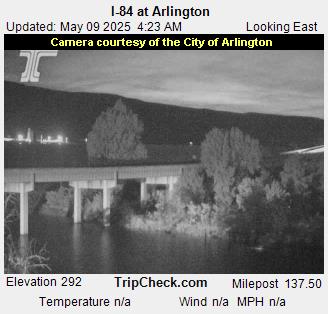 I-84 at Arlington
Updated: May 09 2025 4:23 AM Looking East
Camera courtesy of the City of Arlington
Elevation 292 TripCheck.com Milepost 137.50
Temperature n/a Wind n/a MPH n/a